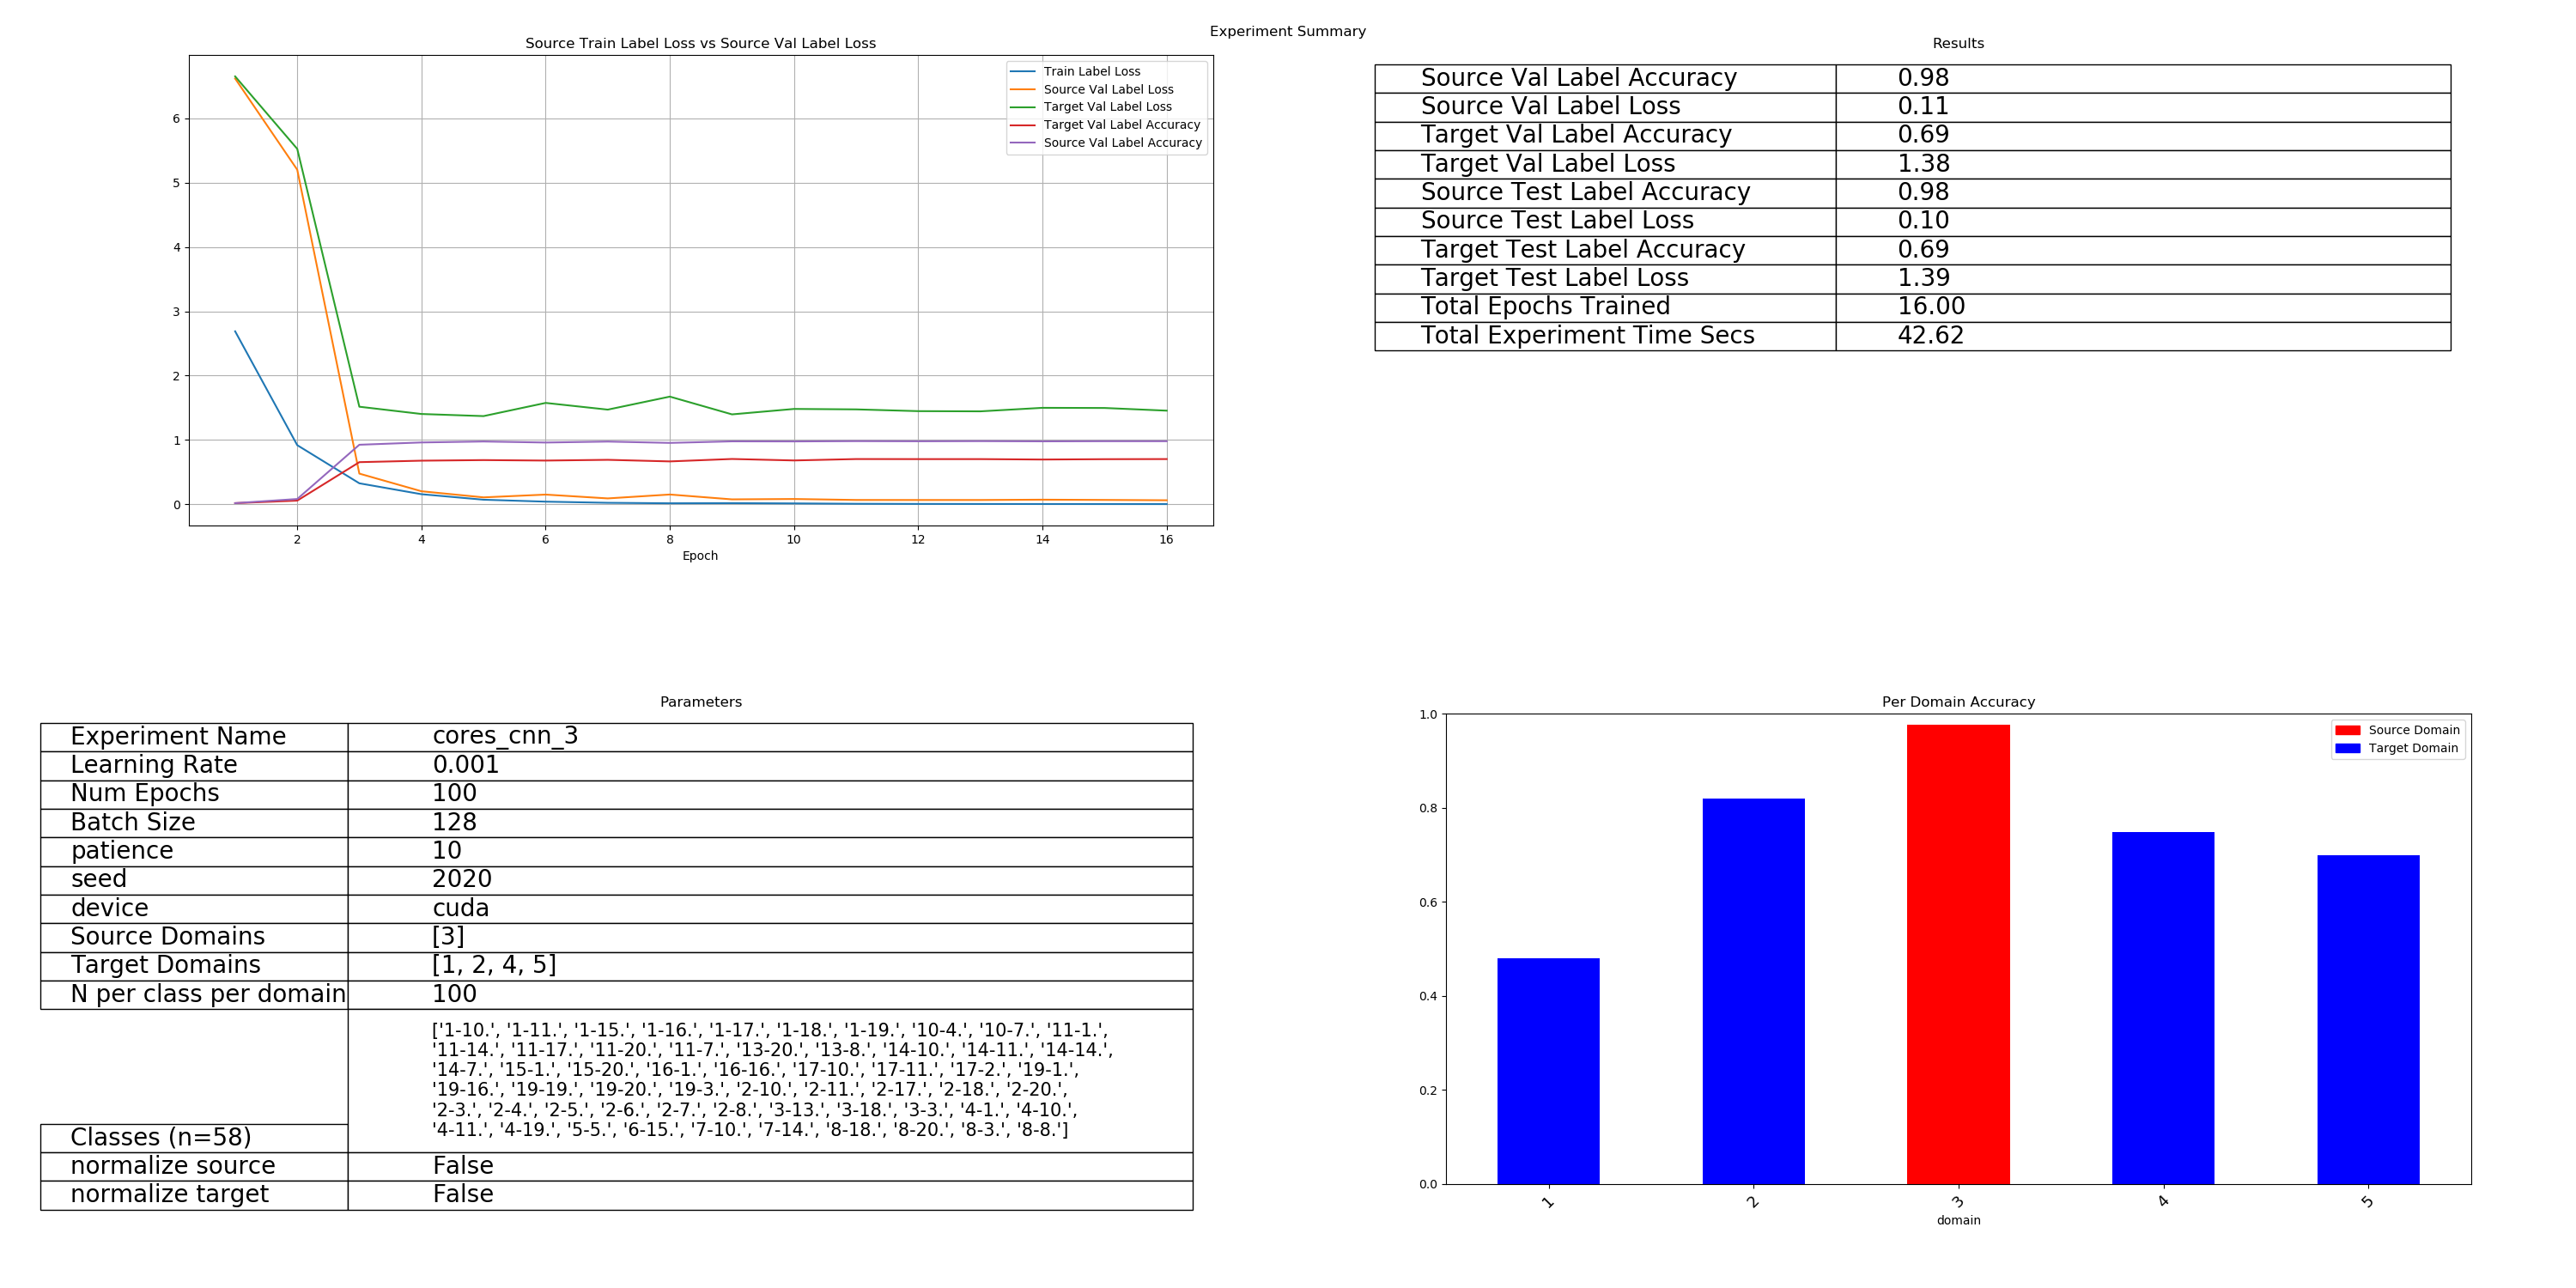 Experiment Summary
Source Train Label Loss vs Source Val Label Loss
Train Label Loss
Source Val Label Loss
Target Val Label Loss
Target Val Label Accuracy
Source Val Label Accuracy
6
5
4
3
2
1
0
2 4 6 8 10 12 14 16
Epoch
Results
Source Val Label Accuracy 0.98
Source Val Label Loss 0.11
Target Val Label Accuracy 0.69
Target Val Label Loss 1.38
Source Test Label Accuracy 0.98
Source Test Label Loss 0.10
Target Test Label Accuracy 0.69
Target Test Label Loss 1.39
Total Epochs Trained 16.00
Total Experiment Time Secs 42.62
Parameters
Experiment Name cores_cnn_3
Learning Rate 0.001
Num Epochs 100
Batch Size 128
patience 10
seed 2020
device cuda
Source Domains [3]
Target Domains [1, 2, 4, 5]
N per class per domain 100
['1-10.', '1-11.', '1-15.', '1-16.', '1-17.', '1-18.', '1-19.', '10-4.', '10-7.', '11-1.',
'11-14.', '11-17.', '11-20.', '11-7.', '13-20.', '13-8.', '14-10.', '14-11.', '14-14.',
'14-7.', '15-1.', '15-20.', '16-1.', '16-16.', '17-10.', '17-11.', '17-2.', '19-1.',
'19-16.', '19-19.', '19-20.', '19-3.', '2-10.', '2-11.', '2-17.', '2-18.', '2-20.',
'2-3.', '2-4.', '2-5.', '2-6.', '2-7.', '2-8.', '3-13.', '3-18.', '3-3.', '4-1.', '4-10.',
'4-11.', '4-19.', '5-5.', '6-15.', '7-10.', '7-14.', '8-18.', '8-20.', '8-3.', '8-8.']
Classes (n=58)
normalize source False
normalize target False
Per Domain Accuracy
Source Domain
Target Domain
1.0
0.8
0.6
0.4
0.2
0.0
1 2 3 4 5
domain